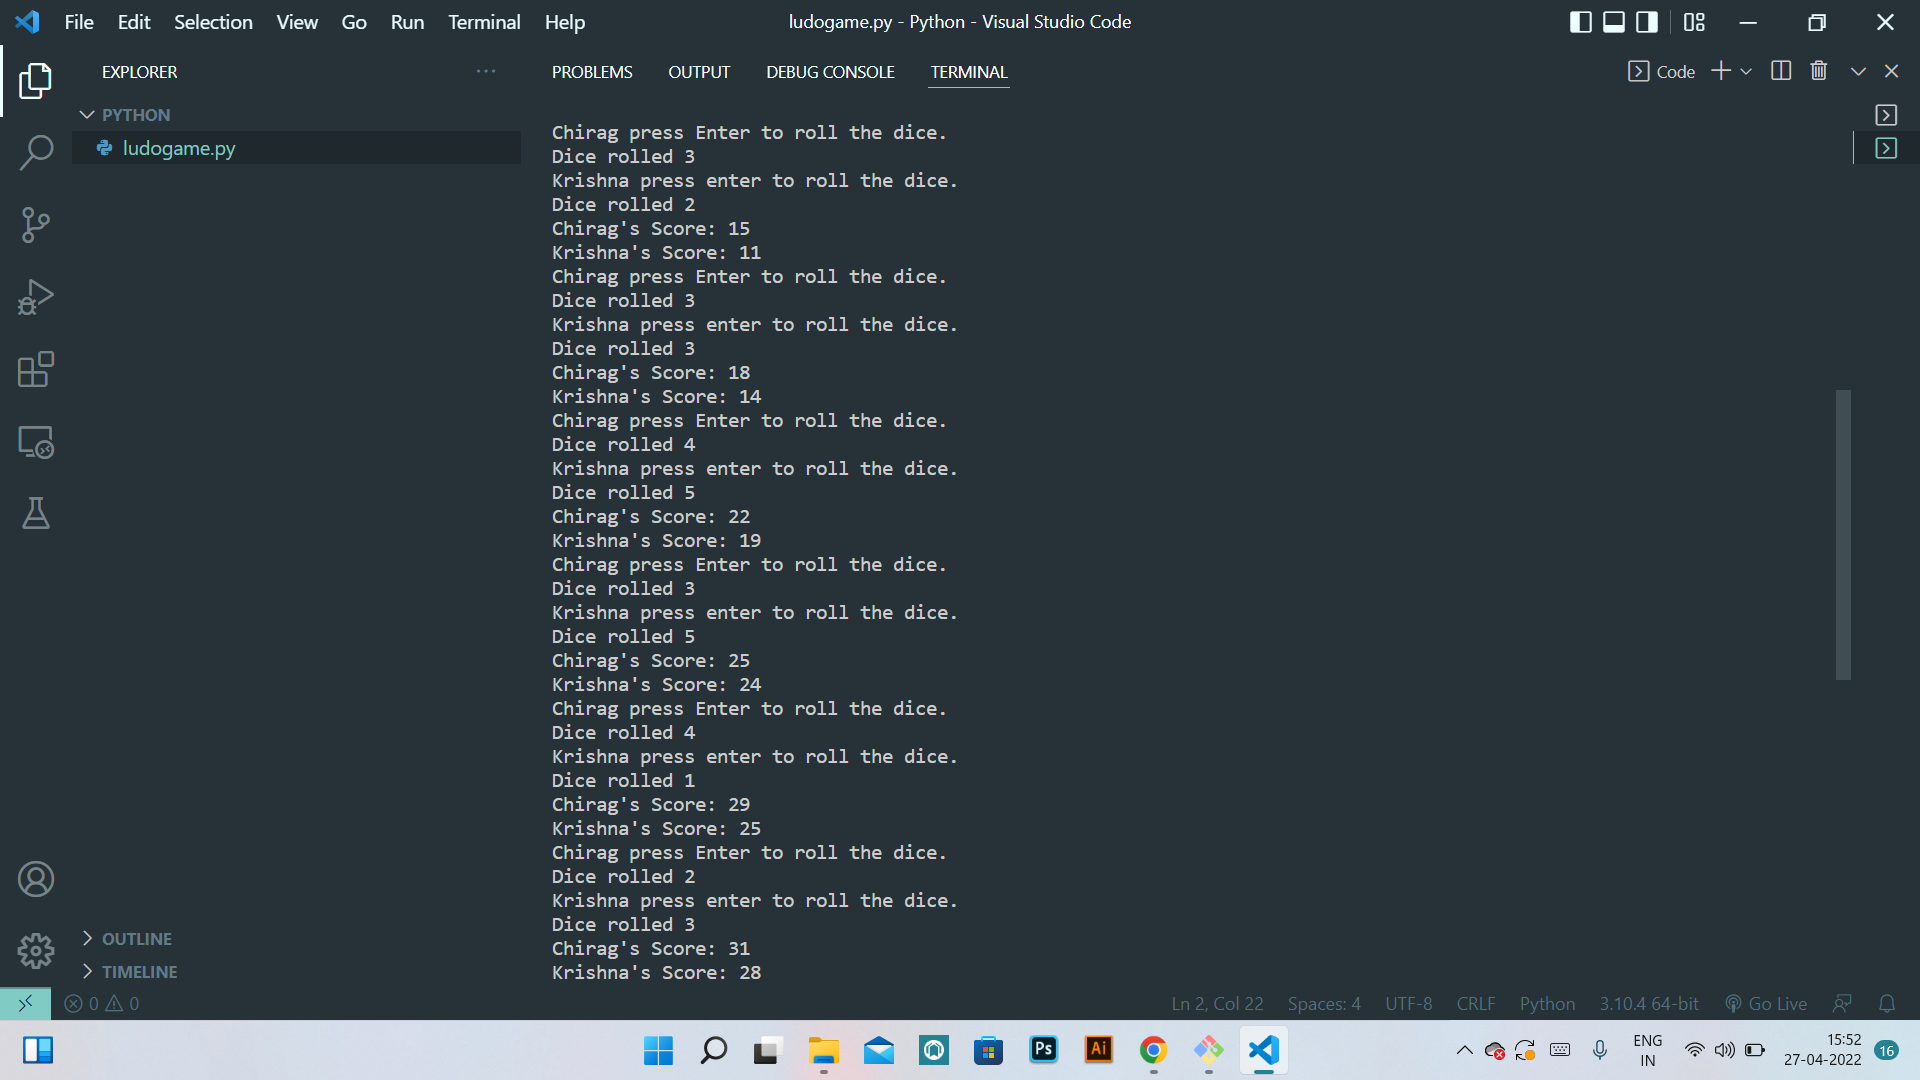 File Edit Selection View Go Run Terminal Help
ludogame.py - Python - Visual Studio Code
EXPLORER
PYTHON
ludogame.py
OUTLINE
TIMELINE
PROBLEMS OUTPUT DEBUG CONSOLE TERMINAL
Code
Chirag press Enter to roll the dice.
Dice rolled 3
Krishna press enter to roll the dice.
Dice rolled 2
Chirag's Score: 15
Krishna's Score: 11
Chirag press Enter to roll the dice.
Dice rolled 3
Krishna press enter to roll the dice.
Dice rolled 3
Chirag's Score: 18
Krishna's Score: 14
Chirag press Enter to roll the dice.
Dice rolled 4
Krishna press enter to roll the dice.
Dice rolled 5
Chirag's Score: 22
Krishna's Score: 19
Chirag press Enter to roll the dice.
Dice rolled 3
Krishna press enter to roll the dice.
Dice rolled 5
Chirag's Score: 25
Krishna's Score: 24
Chirag press Enter to roll the dice.
Dice rolled 4
Krishna press enter to roll the dice.
Dice rolled 1
Chirag's Score: 29
Krishna's Score: 25
Chirag press Enter to roll the dice.
Dice rolled 2
Krishna press enter to roll the dice.
Dice rolled 3
Chirag's Score: 31
Krishna's Score: 28
0 0
Ln 2, Col 22 Spaces: 4 UTF-8 CRLF Python 3.10.4 64-bit Go Live
Ps Ai
ENG
IN
15:52
27-04-2022
16